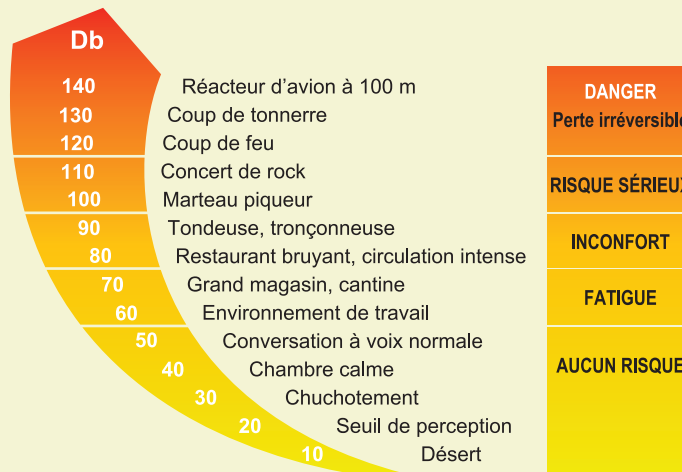 Db
140 Réacteur d'avion à 100 m
130 Coup de tonnerre
120 Coup de feu
110 Concert de rock
100 Marteau piqueur
90 Tondeuse, tronçonneuse
80 Restaurant bruyant, circulation intense
70 Grand magasin, cantine
60 Environnement de travail
50 Conversation à voix normale
40 Chambre calme
30 Chuchotement
20 Seuil de perception
10 Désert
DANGER
Perte irréversible
RISQUE SÉRIEUX
INCONFORT
FATIGUE
AUCUN RISQUE